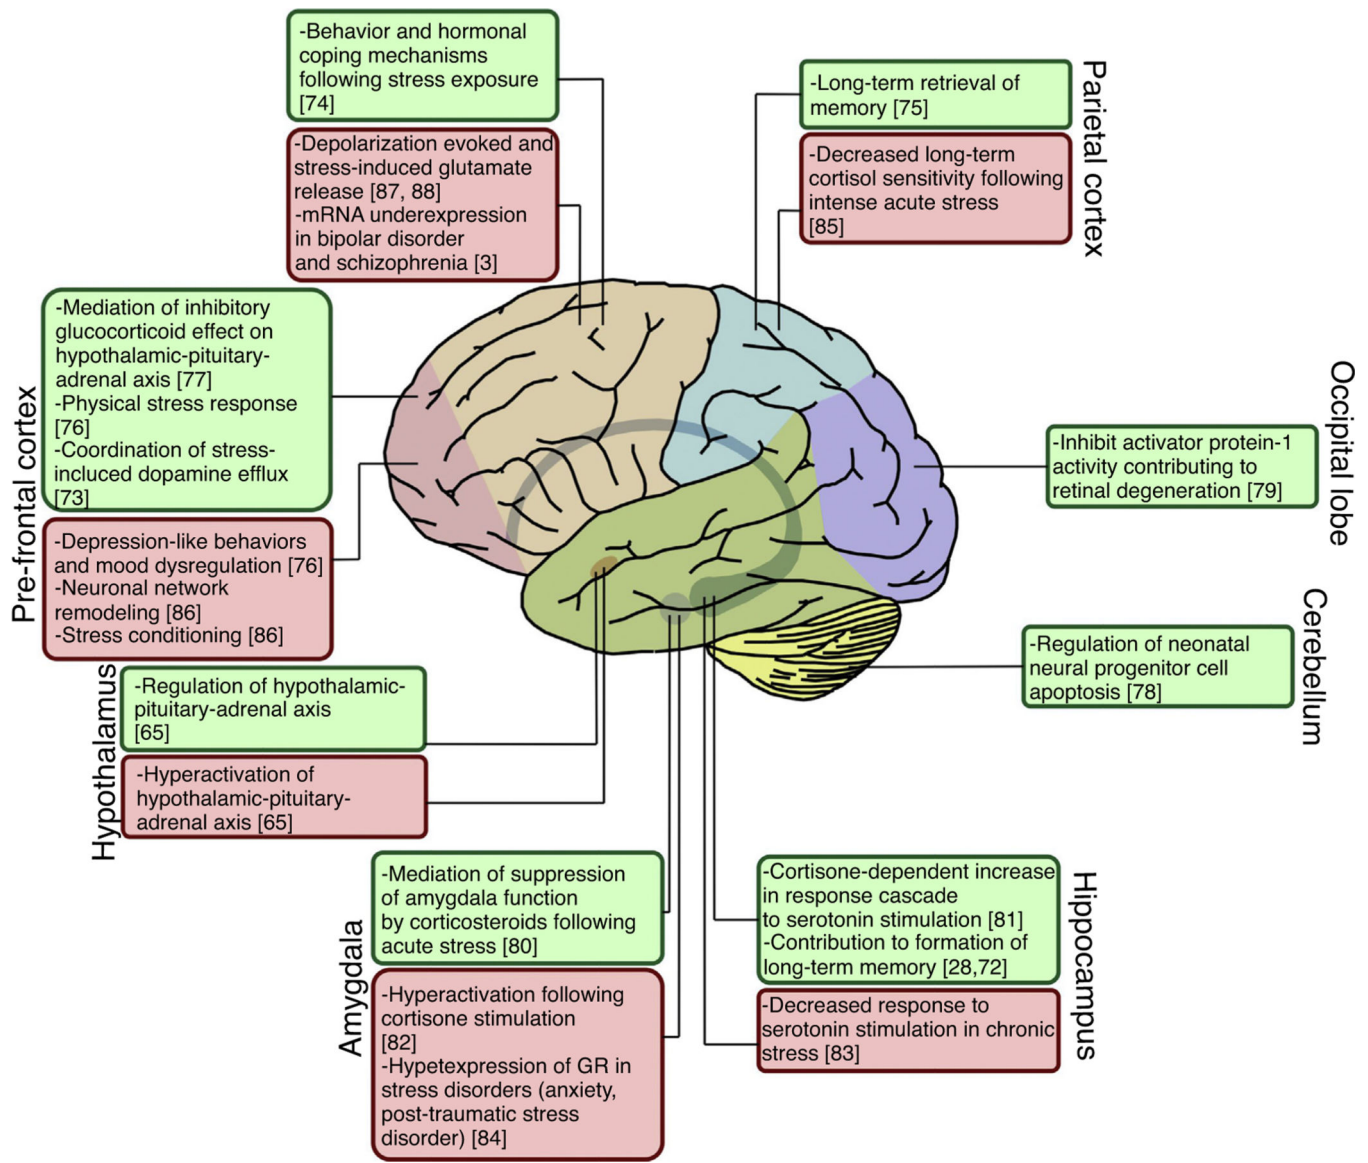 -Behavior and hormonal
coping mechanisms
following stress exposure
[74]
-Depolarization evoked and
stress-induced glutamate
release [87, 88]
-mRNA underexpression
in bipolar disorder
and schizophrenia [3]
Parietal cortex
-Long-term retrieval of
memory [75]
-Decreased long-term
cortisol sensitivity following
intense acute stress
[85]
Pre-frontal cortex
-Mediation of inhibitory
glucocorticoid effect on
hypothalamic-pituitary-
adrenal axis [77]
-Physical stress response
[76]
-Coordination of stress-
incluced dopamine efflux
[73]
-Depression-like behaviors
and mood dysregulation [76]
-Neuronal network
remodeling [86]
-Stress conditioning [86]
Occipital lobe
-Inhibit activator protein-1
activity contributing to
retinal degeneration [79]
Cerebellum
-Regulation of neonatal
neural progenitor cell
apoptosis [78]
Hypothalamus
-Regulation of hypothalamic-
pituitary-adrenal axis
[65]
-Hyperactivation of
hypothalamic-pituitary-
adrenal axis [65]
Amygdala
-Mediation of suppression
of amygdala function
by corticosteroids following
acute stress [80]
-Hyperactivation following
cortisone stimulation
[82]
-Hypetexpression of GR in
stress disorders (anxiety,
post-traumatic stress
disorder) [84]
Hippocampus
-Cortisone-dependent increase
in response cascade
to serotonin stimulation [81]
-Contribution to formation of
long-term memory [28,72]
-Decreased response to
serotonin stimulation in chronic
stress [83]